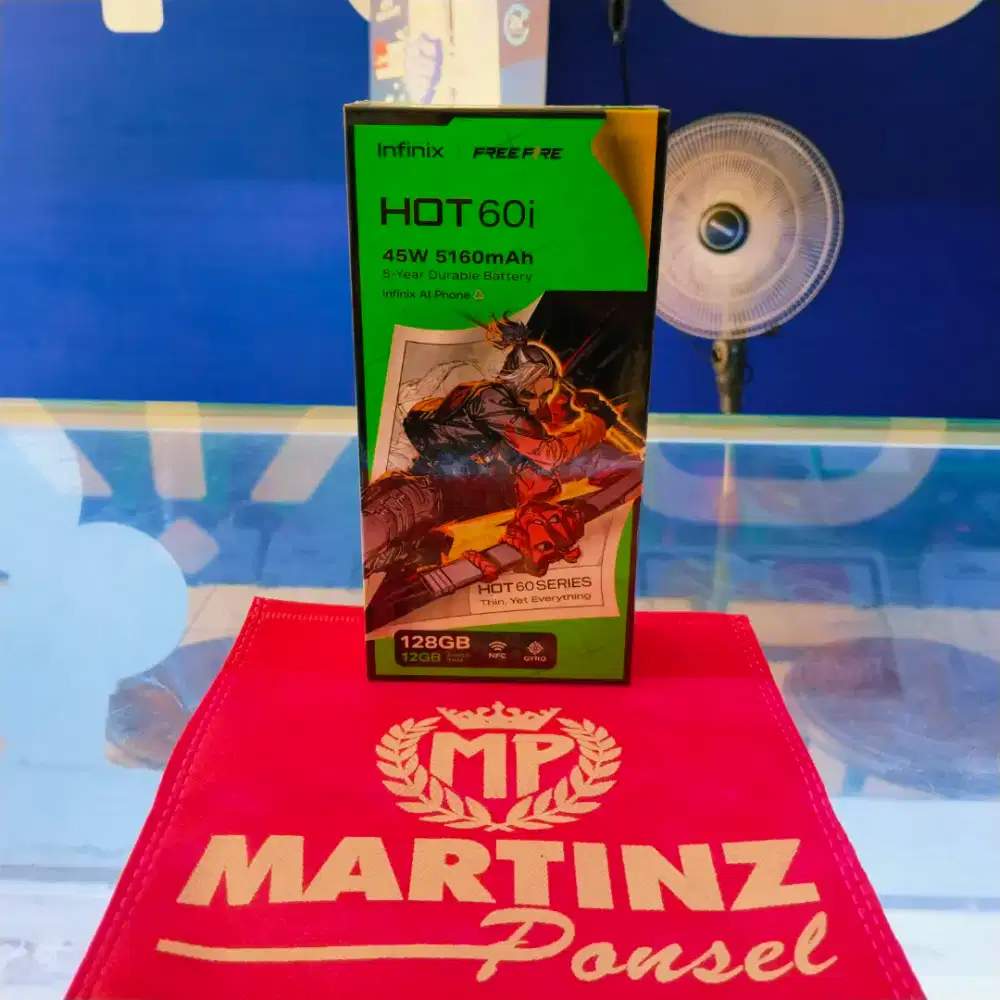 Infinix FREE FIRE
HOT 60i
45W 5160mAh
5-Year Durable Battery
Infinix AI Phone
HOT 60 SERIES
Thin, Yet Everything
128GB
12GB
NFC
GYRO
MP
MARTINZ
Ponsel